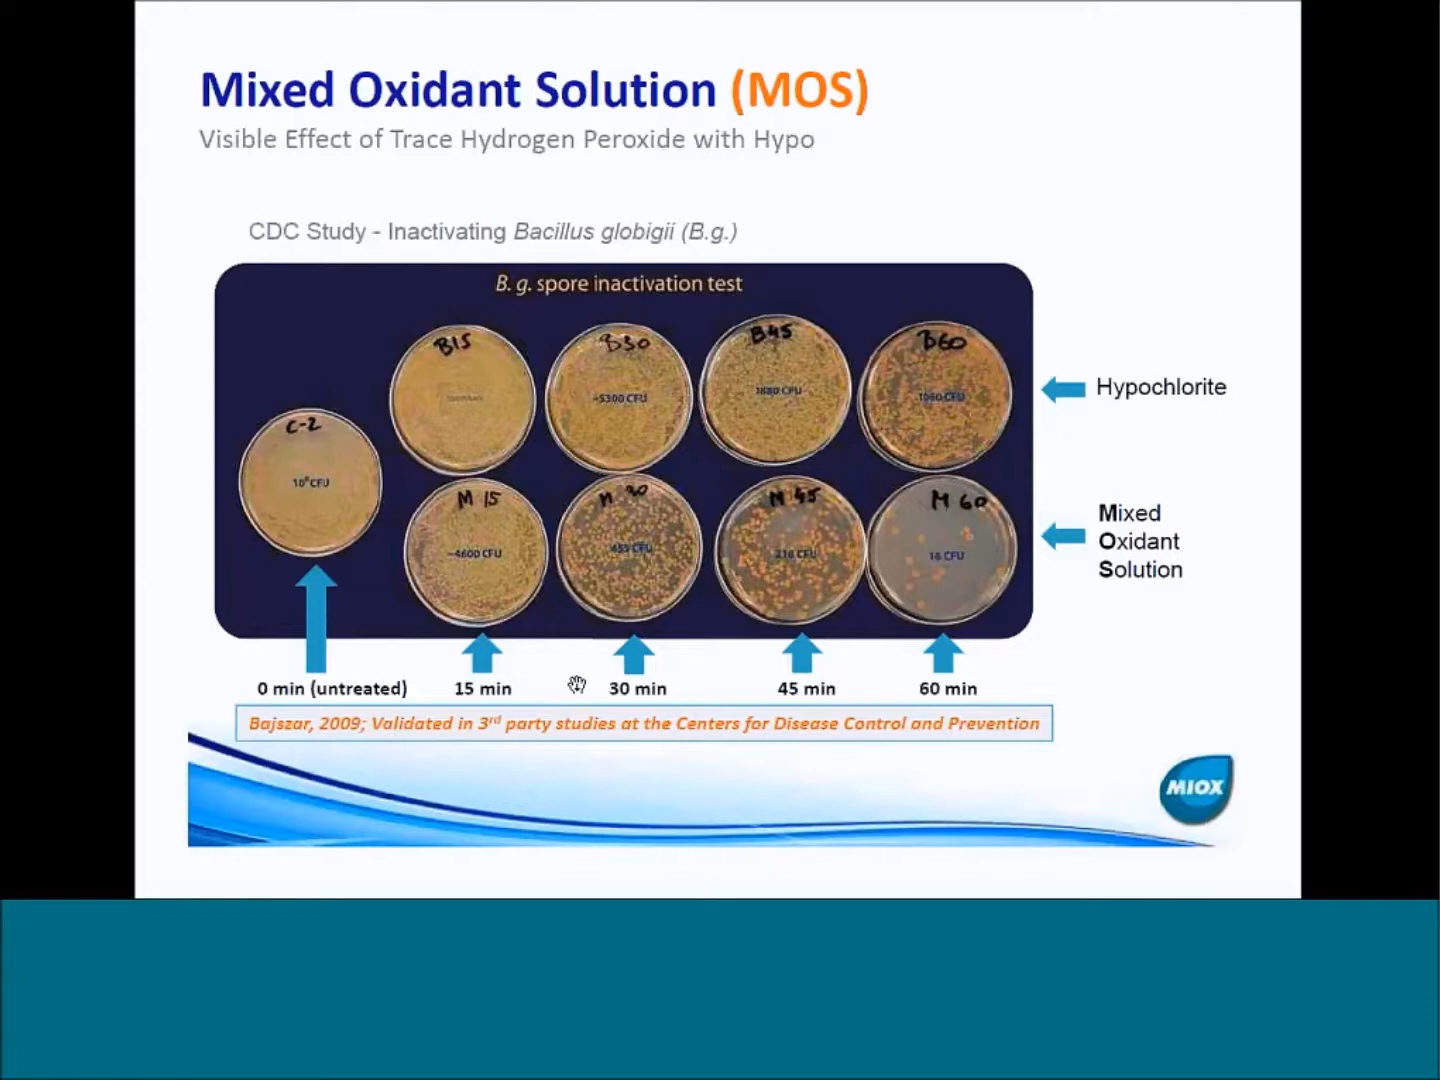 Mixed Oxidant Solution (MOS)
Visible Effect of Trace Hydrogen Peroxide with Hypo
CDC Study - Inactivating Bacillus globigii (B.g.)
B. g. spore inactivation test
B15
B30
B45
B60
~5300 CFU
1880 CFU
1060 CFU
Hypochlorite
C-2
CFU
M 15
M 30
M 45
M 60
~4600 CFU
455 CFU
218 CFU
16 CFU
Mixed
Oxidant
Solution
0 min (untreated)
15 min
30 min
45 min
60 min
Bajszar, 2009; Validated in 3rd party studies at the Centers for Disease Control and Prevention
MIOX